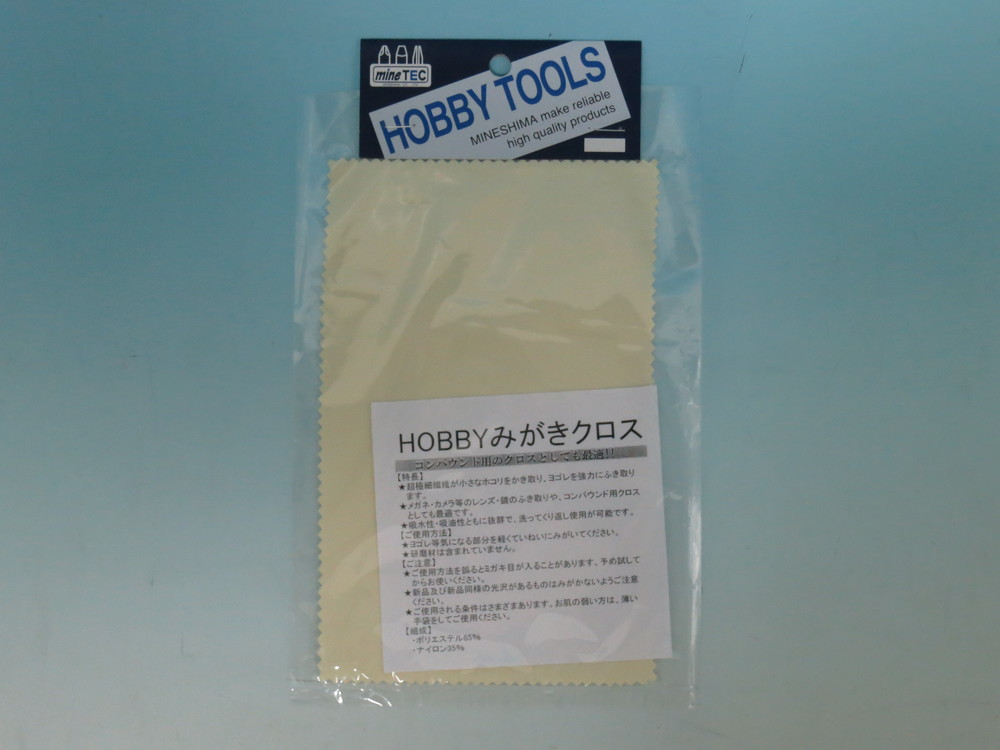 mineTEC
HOBBY TOOLS
MINESHIMA make reliable
high quality products
HOBBYみがきクロス
コンパウンド用のクロスとしても最適!!
【特長】
★超極細繊維が小さなホコリをかき取り、ヨゴレを強力にふき取り
ます。
★メガネ・カメラ等のレンズ・鏡のふき取りや、コンパウンド用クロス
としても最適です。
★吸水性・吸油性ともに抜群で、洗ってくり返し使用が可能です。
【ご使用方法】
★ヨゴレ等気になる部分を軽くていねいにみがいてください。
★研磨材は含まれていません。
【ご注意】
★ご使用方法を誤るとミガキ目が入ることがあります。予め試して
からお使いください。
★新品及び新品同様の光沢があるものはみがかないようご注意
ください。
★ご使用される条件はさまざまあります。お肌の弱い方は、薄い
手袋をしてご使用ください。
【組成】
・ポリエステル65%
・ナイロン35%